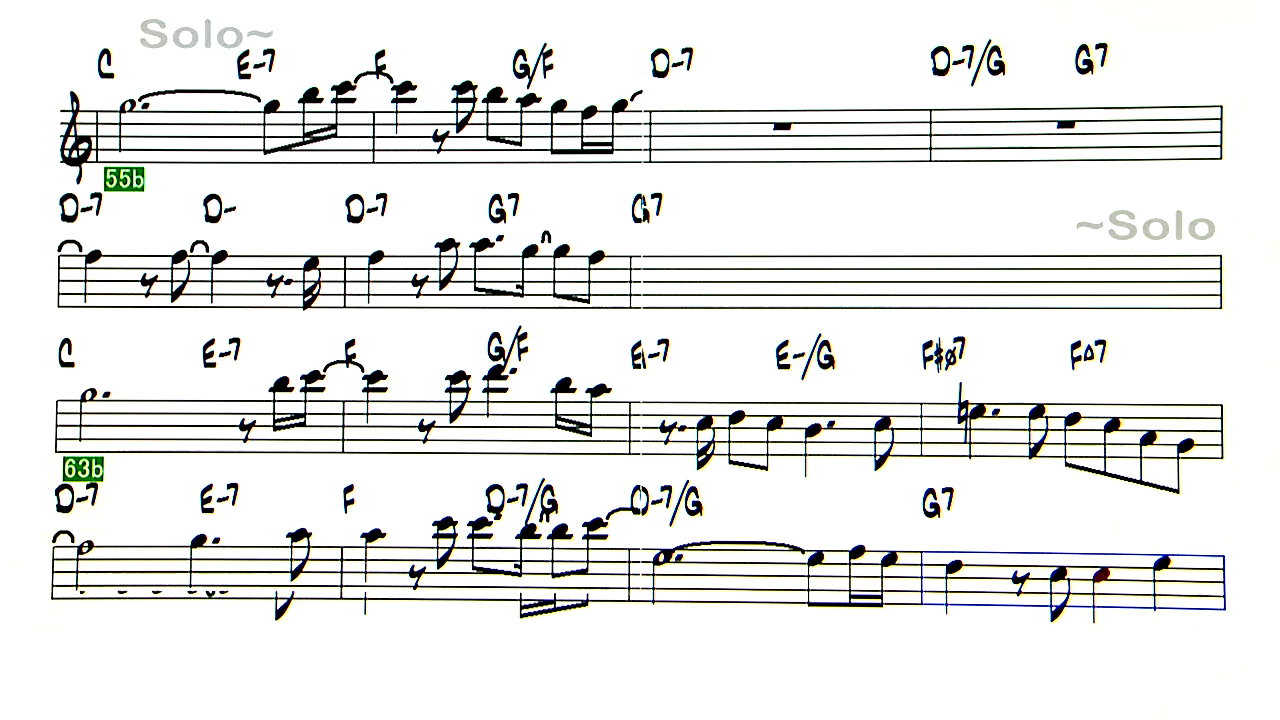 Solo~
C E-7 F G/F D-7 D-7/G G7
55b
D-7 D- D-7 G7 G7
~Solo
C E-7 F G/F E-7 E-/G F#ø7 FΔ7
63b
D-7 E-7 F D-7/G D-7/G G7